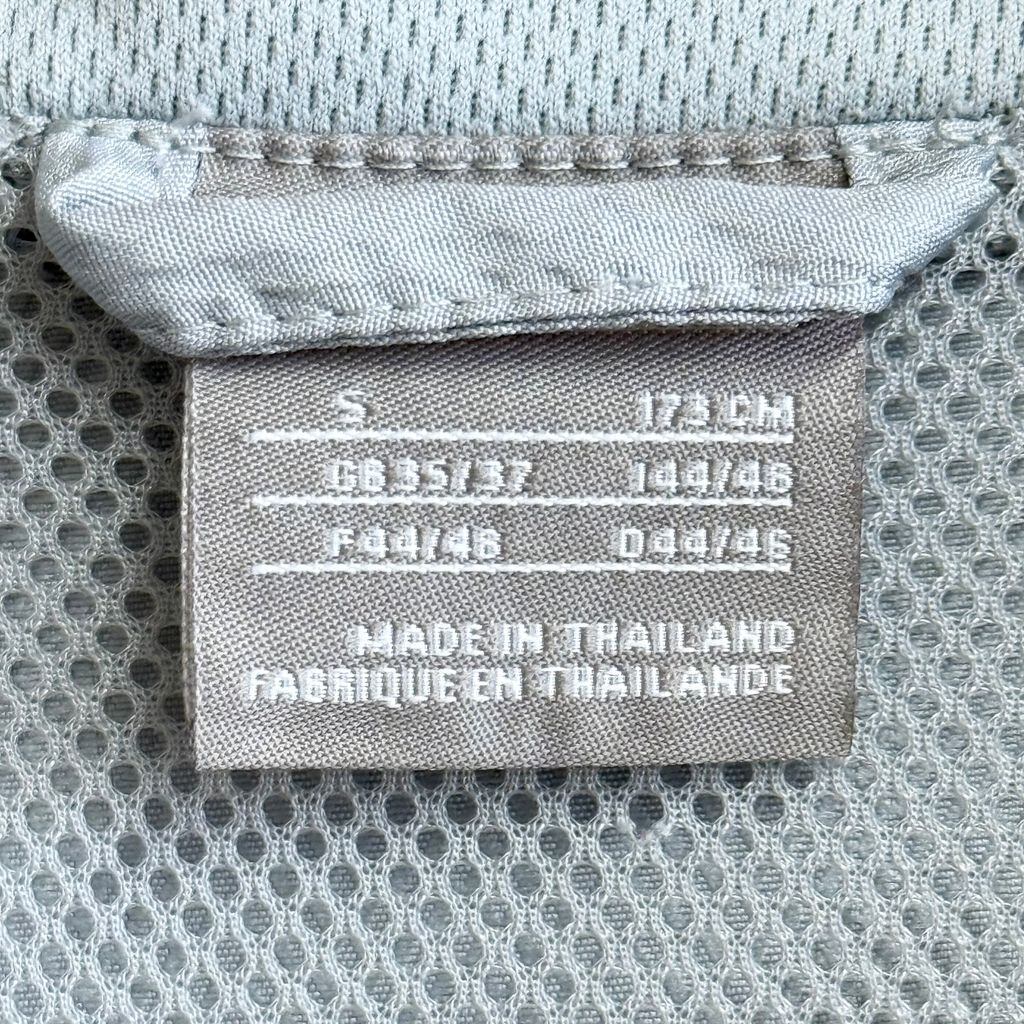 S 173 CM
GB 35/37 I 44/46
F 44/46 D 44/46
MADE IN THAILAND
FABRIQUE EN THAILANDE